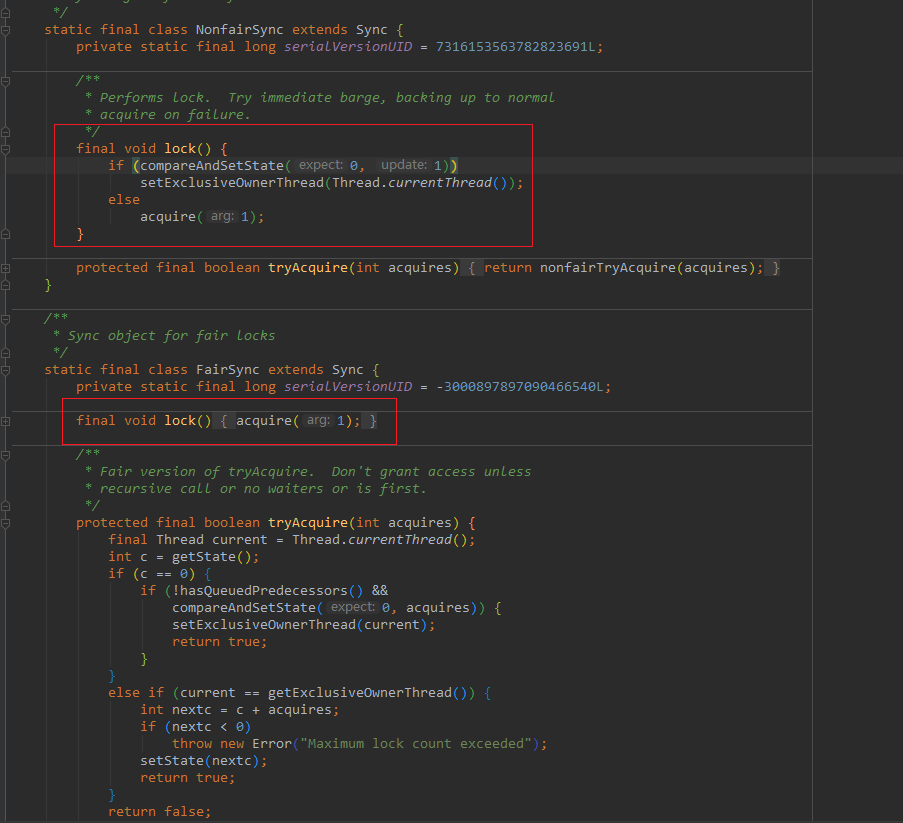 */
static final class NonfairSync extends Sync {
private static final long serialVersionUID = 7316153563782823691L;
/**
* Performs lock.  Try immediate barge, backing up to normal
* acquire on failure.
*/
final void lock() {
if (compareAndSetState( expect: 0,  update: 1))
setExclusiveOwnerThread(Thread.currentThread());
else
acquire( arg: 1);
}
protected final boolean tryAcquire(int acquires) { return nonfairTryAcquire(acquires); }
}
/**
* Sync object for fair locks
*/
static final class FairSync extends Sync {
private static final long serialVersionUID = -3000897897090466540L;
final void lock() { acquire( arg: 1); }
/**
* Fair version of tryAcquire.  Don't grant access unless
* recursive call or no waiters or is first.
*/
protected final boolean tryAcquire(int acquires) {
final Thread current = Thread.currentThread();
int c = getState();
if (c == 0) {
if (!hasQueuedPredecessors() &&
compareAndSetState( expect: 0, acquires)) {
setExclusiveOwnerThread(current);
return true;
}
}
else if (current == getExclusiveOwnerThread()) {
int nextc = c + acquires;
if (nextc < 0)
throw new Error("Maximum lock count exceeded");
setState(nextc);
return true;
}
return false;